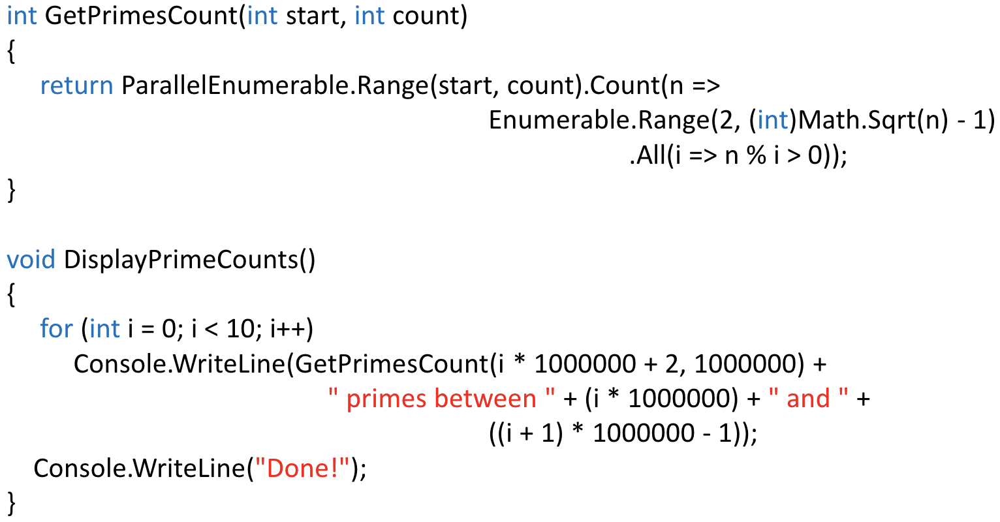 int GetPrimesCount(int start, int count)
{
return ParallelEnumerable.Range(start, count).Count(n =>
Enumerable.Range(2, (int)Math.Sqrt(n) - 1)
.All(i => n % i > 0));
}
void DisplayPrimeCounts()
{
for (int i = 0; i < 10; i++)
Console.WriteLine(GetPrimesCount(i * 1000000 + 2, 1000000) +
" primes between " + (i * 1000000) + " and " +
((i + 1) * 1000000 - 1));
Console.WriteLine("Done!");
}